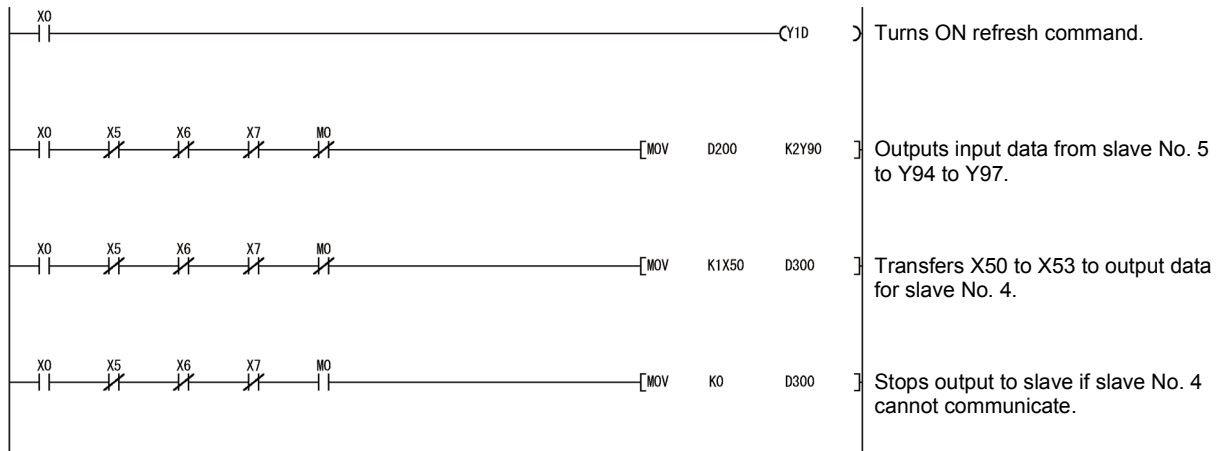 X0
Y1D Turns ON refresh command.
X0 X5 X6 X7 M0
MOV D200 K2Y90 Outputs input data from slave No. 5
to Y94 to Y97.
X0 X5 X6 X7 M0
MOV K1X50 D300 Transfers X50 to X53 to output data
for slave No. 4.
X0 X5 X6 X7 M0
MOV K0 D300 Stops output to slave if slave No. 4
cannot communicate.